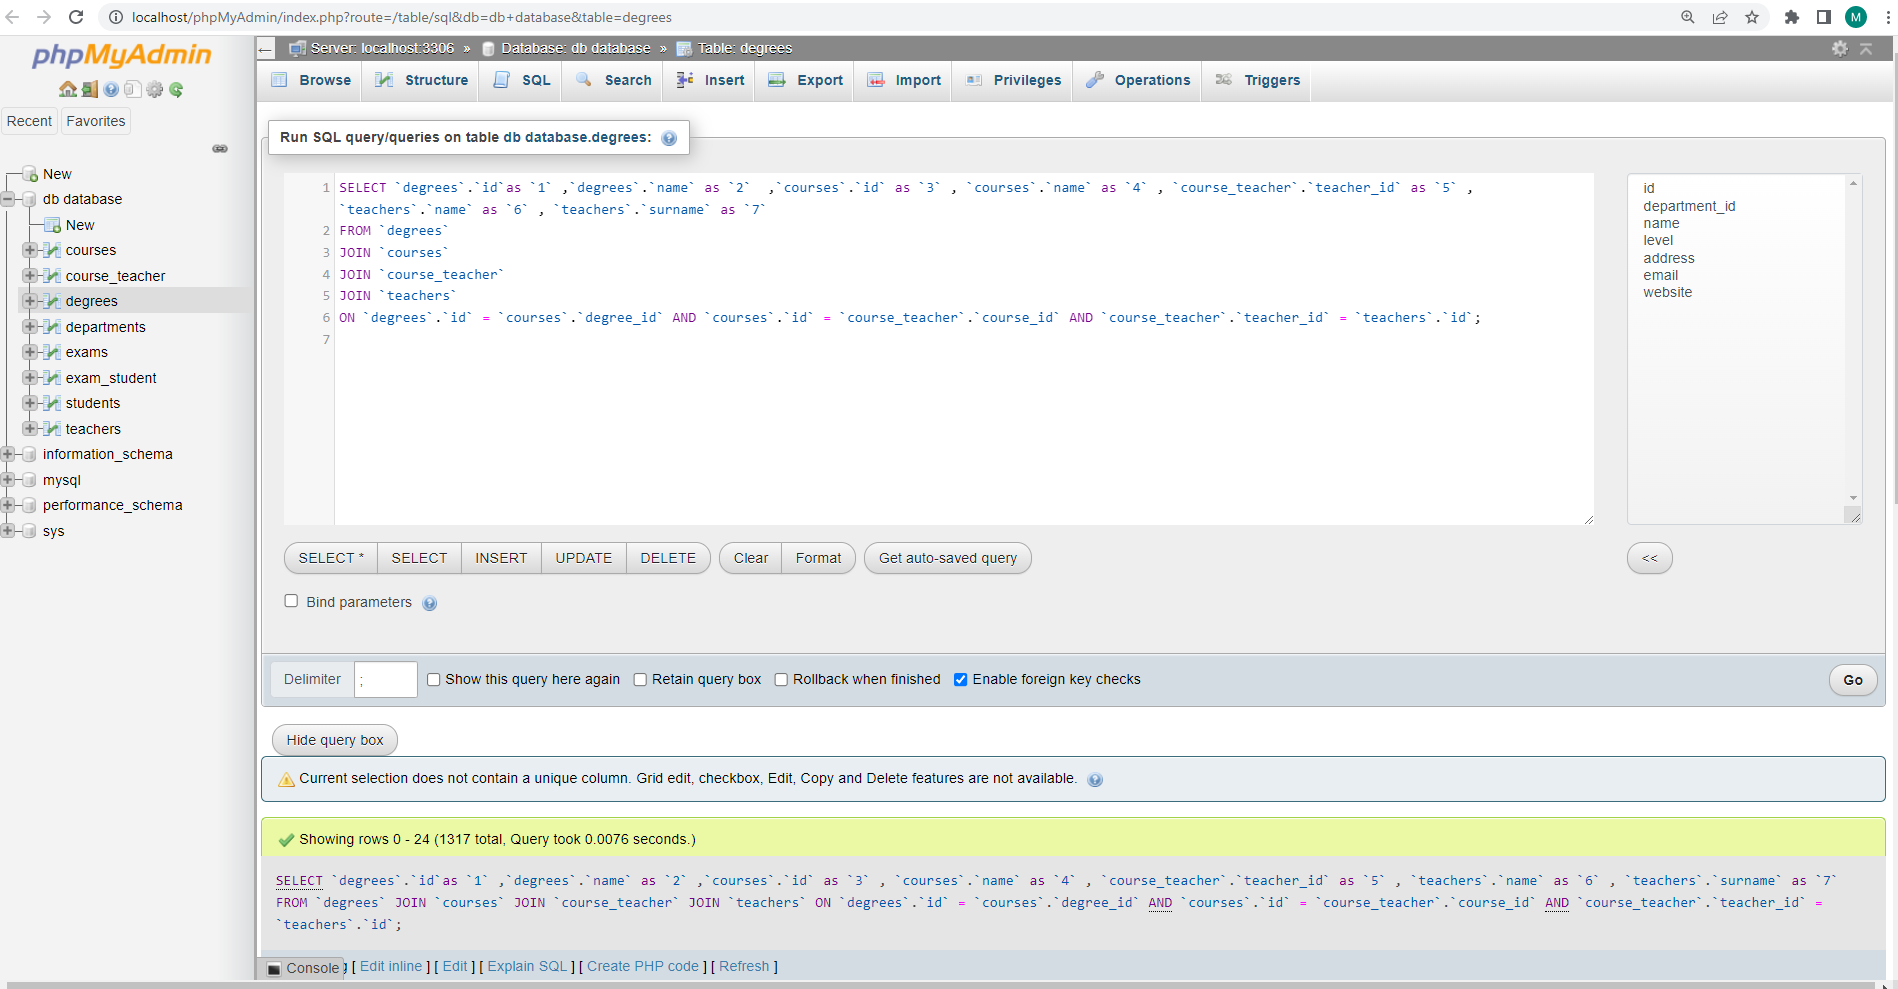 localhost/phpMyAdmin/index.php?route=/table/sql&db=db+database&table=degrees
M
phpMyAdmin
Recent
Favorites
New
db database
New
courses
course_teacher
degrees
departments
exams
exam_student
students
teachers
information_schema
mysql
performance_schema
sys
Server: localhost:3306 » Database: db database » Table: degrees
Browse Structure SQL Search Insert Export Import Privileges Operations Triggers
Run SQL query/queries on table db database.degrees:
1 SELECT `degrees`.`id`as `1` ,`degrees`.`name` as `2`  ,`courses`.`id` as `3` , `courses`.`name` as `4` , `course_teacher`.`teacher_id` as `5` ,
`teachers`.`name` as `6` , `teachers`.`surname` as `7`
2 FROM `degrees`
3 JOIN `courses`
4 JOIN `course_teacher`
5 JOIN `teachers`
6 ON `degrees`.`id` = `courses`.`degree_id` AND `courses`.`id` = `course_teacher`.`course_id` AND `course_teacher`.`teacher_id` = `teachers`.`id`;
7
id
department_id
name
level
address
email
website
SELECT * SELECT INSERT UPDATE DELETE Clear Format Get auto-saved query <<
Bind parameters
Delimiter ; Show this query here again Retain query box Rollback when finished Enable foreign key checks Go
Hide query box
Current selection does not contain a unique column. Grid edit, checkbox, Edit, Copy and Delete features are not available.
Showing rows 0 - 24 (1317 total, Query took 0.0076 seconds.)
SELECT `degrees`.`id`as `1` ,`degrees`.`name` as `2` ,`courses`.`id` as `3` , `courses`.`name` as `4` , `course_teacher`.`teacher_id` as `5` , `teachers`.`name` as `6` , `teachers`.`surname` as `7`
FROM `degrees` JOIN `courses` JOIN `course_teacher` JOIN `teachers` ON `degrees`.`id` = `courses`.`degree_id` AND `courses`.`id` = `course_teacher`.`course_id` AND `course_teacher`.`teacher_id` =
`teachers`.`id`;
Console [ Edit inline ] [ Edit ] [ Explain SQL ] [ Create PHP code ] [ Refresh ]